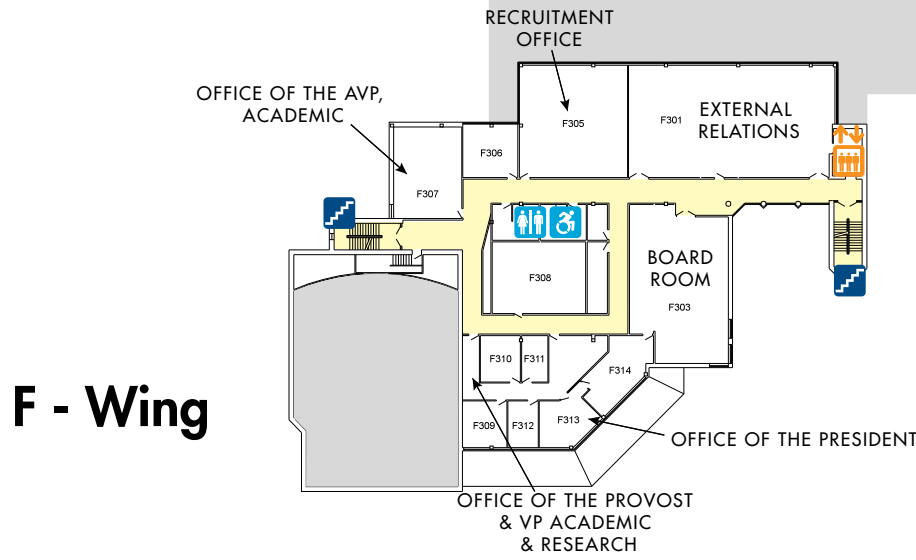 RECRUITMENT
OFFICE
OFFICE OF THE AVP,
ACADEMIC
F305
F301
EXTERNAL
RELATIONS
F306
F307
BOARD
ROOM
F308
F303
F310
F311
F314
F - Wing
F309
F312
F313
OFFICE OF THE PRESIDENT
OFFICE OF THE PROVOST
& VP ACADEMIC
& RESEARCH